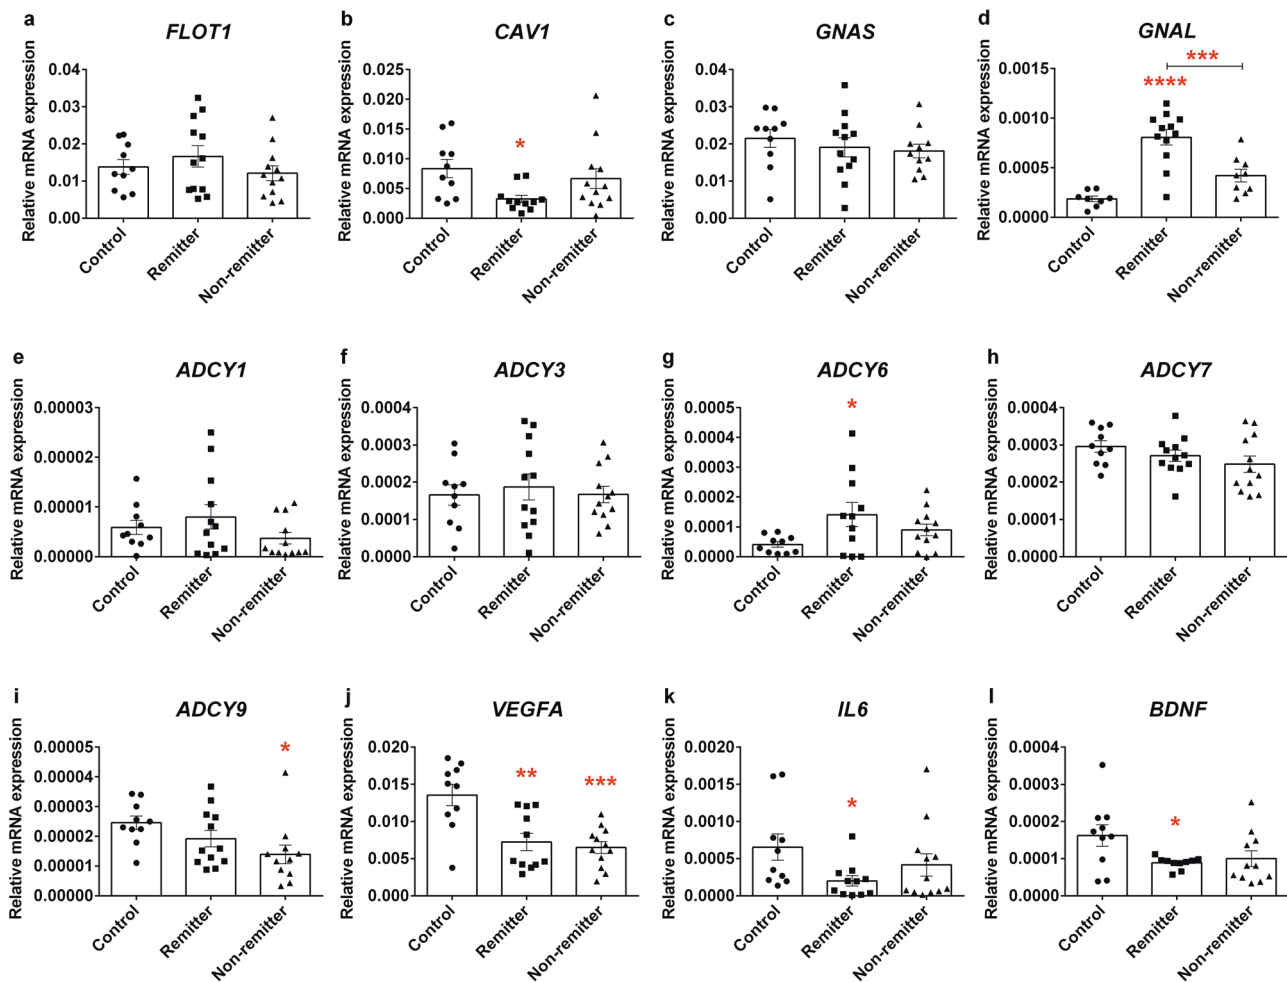 a
FLOT1
Relative mRNA expression
0.04
0.03
0.02
0.01
0.00
Control
Remitter
Non-remitter
b
CAV1
Relative mRNA expression
0.025
0.020
0.015
0.010
0.005
0.000
*
Control
Remitter
Non-remitter
c
GNAS
Relative mRNA expression
0.04
0.03
0.02
0.01
0.00
Control
Remitter
Non-remitter
d
GNAL
Relative mRNA expression
0.0015
0.0010
0.0005
0.0000
***
****
Control
Remitter
Non-remitter
e
ADCY1
Relative mRNA expression
0.00003
0.00002
0.00001
0.00000
Control
Remitter
Non-remitter
f
ADCY3
Relative mRNA expression
0.0004
0.0003
0.0002
0.0001
0.0000
Control
Remitter
Non-remitter
g
ADCY6
Relative mRNA expression
0.0005
0.0004
0.0003
0.0002
0.0001
0.0000
*
Control
Remitter
Non-remitter
h
ADCY7
Relative mRNA expression
0.0004
0.0003
0.0002
0.0001
0.0000
Control
Remitter
Non-remitter
i
ADCY9
Relative mRNA expression
0.00005
0.00004
0.00003
0.00002
0.00001
0.00000
*
Control
Remitter
Non-remitter
j
VEGFA
Relative mRNA expression
0.020
0.015
0.010
0.005
0.000
**
***
Control
Remitter
Non-remitter
k
IL6
Relative mRNA expression
0.0020
0.0015
0.0010
0.0005
0.0000
*
Control
Remitter
Non-remitter
l
BDNF
Relative mRNA expression
0.0004
0.0003
0.0002
0.0001
0.0000
*
Control
Remitter
Non-remitter